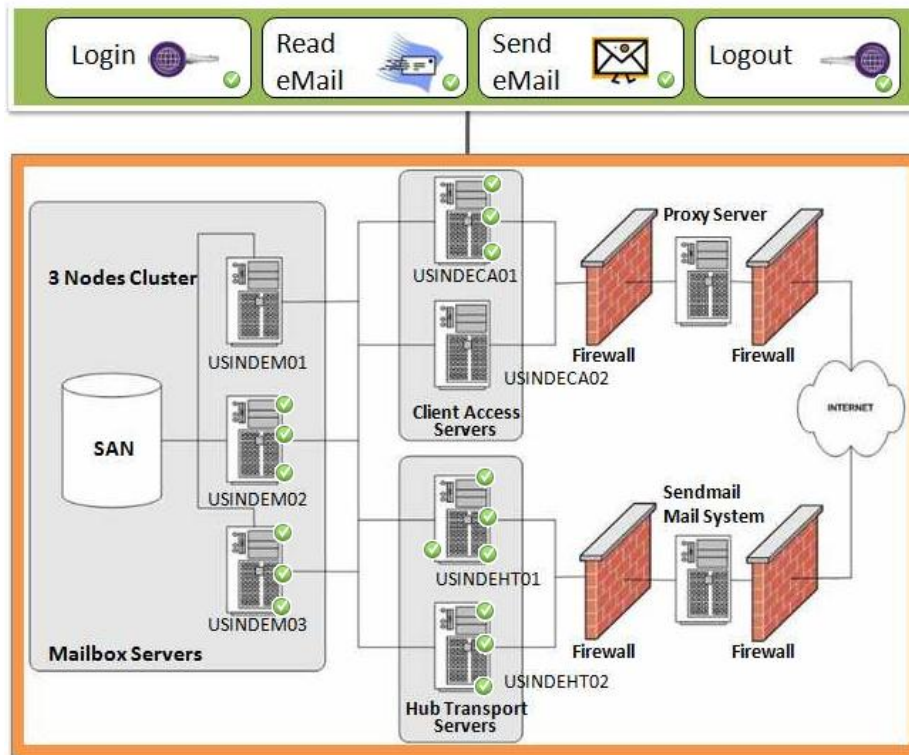 Login
Read
eMail
Send
eMail
Logout
3 Nodes Cluster
SAN
USINDEM01
USINDEM02
USINDEM03
Mailbox Servers
USINDECA01
USINDECA02
Client Access
Servers
USINDEHT01
USINDEHT02
Hub Transport
Servers
Firewall
Proxy Server
Firewall
INTERNET
Sendmail
Mail System
Firewall
Firewall